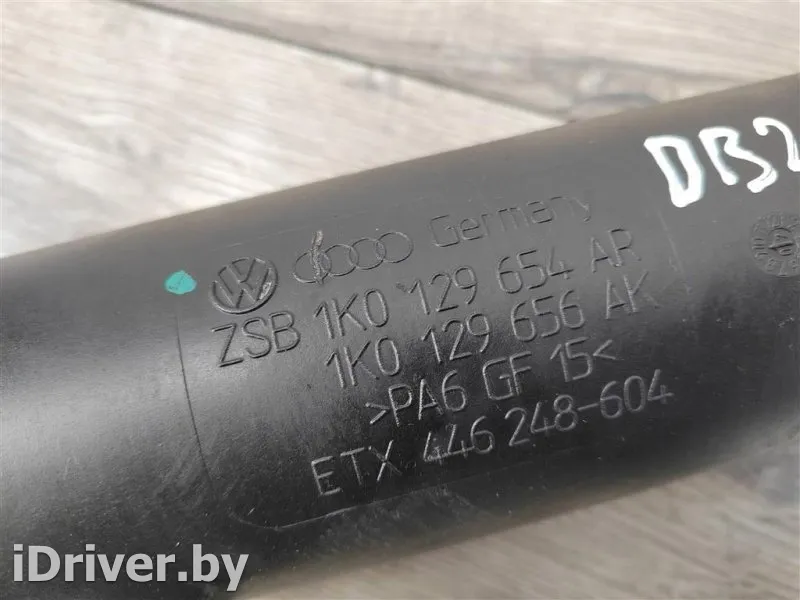 DB2
Germany
ZSB 1K0 129 654 AR
1K0 129 656 AK
>PA6 GF 15<
ETX 446 248-604
iDriver.by